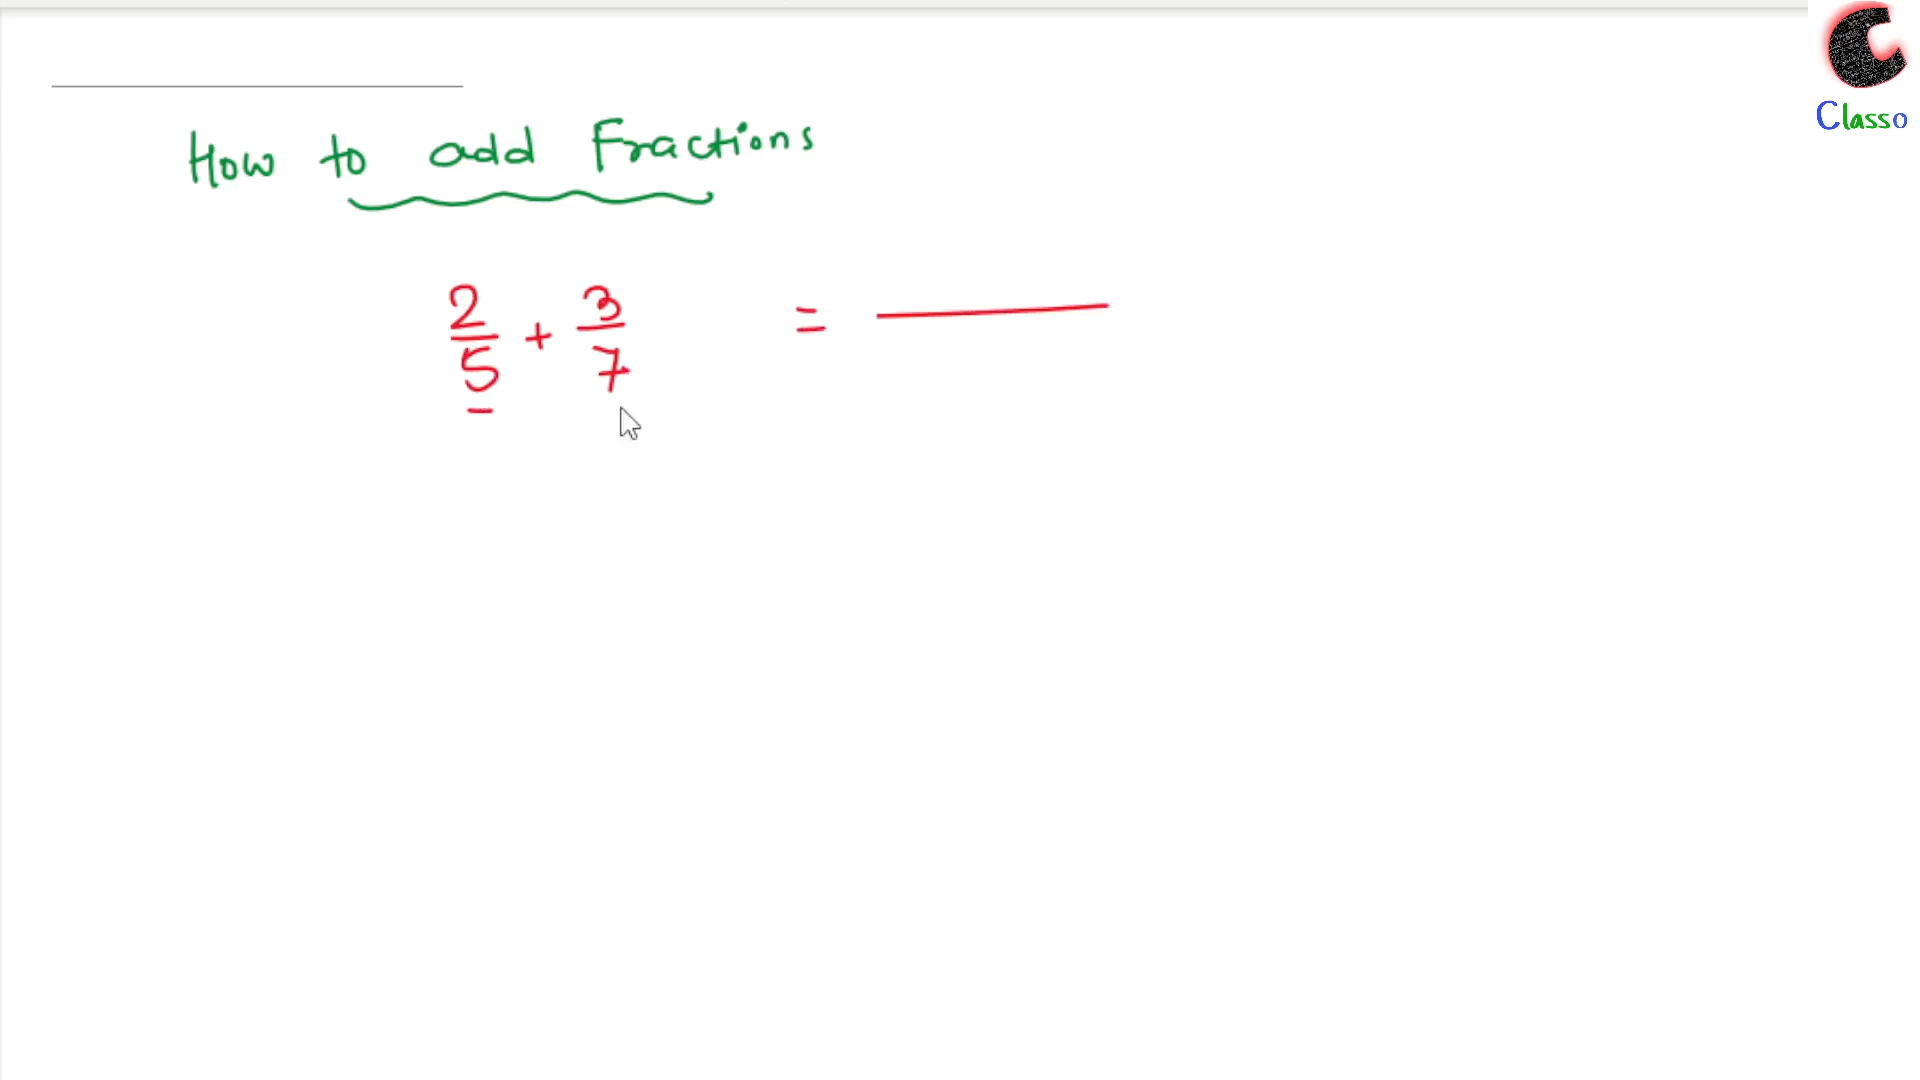 Classo
How to add Fractions
2/5 + 3/7 =